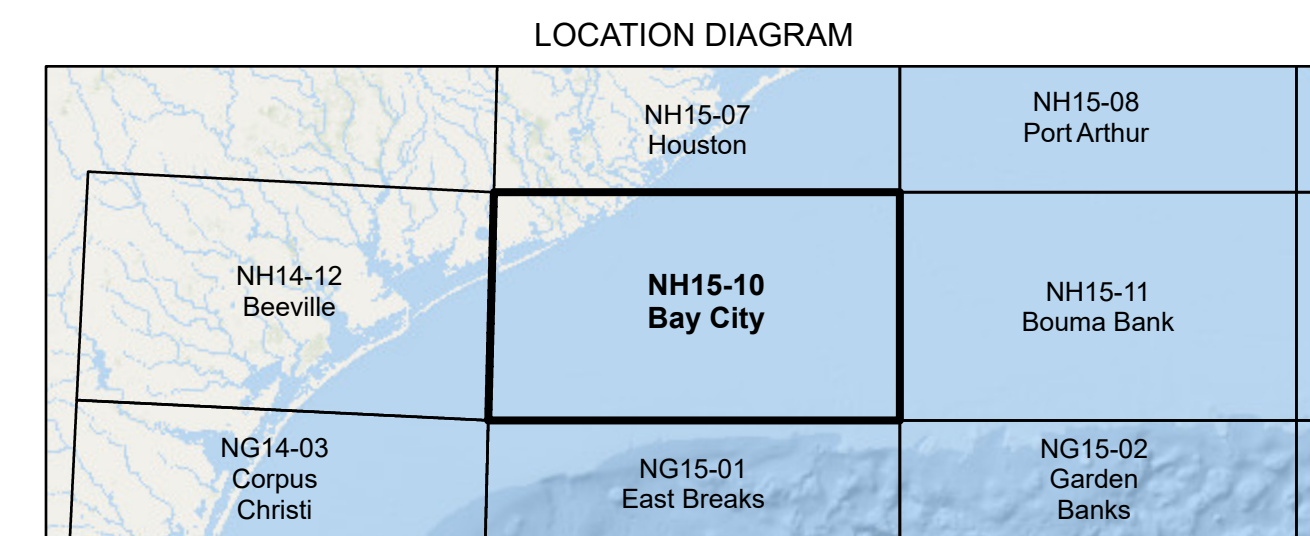 LOCATION DIAGRAM
NH15-07
Houston
NH15-08
Port Arthur
NH14-12
Beeville
NH15-10
Bay City
NH15-11
Bouma Bank
NG14-03
Corpus
Christi
NG15-01
East Breaks
NG15-02
Garden
Banks